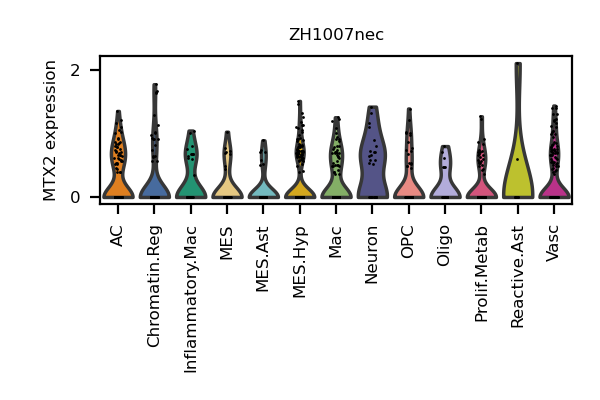 ZH1007nec
MTX2 expression
2
0
AC
Chromatin.Reg
Inflammatory.Mac
MES
MES.Ast
MES.Hyp
Mac
Neuron
OPC
Oligo
Prolif.Metab
Reactive.Ast
Vasc